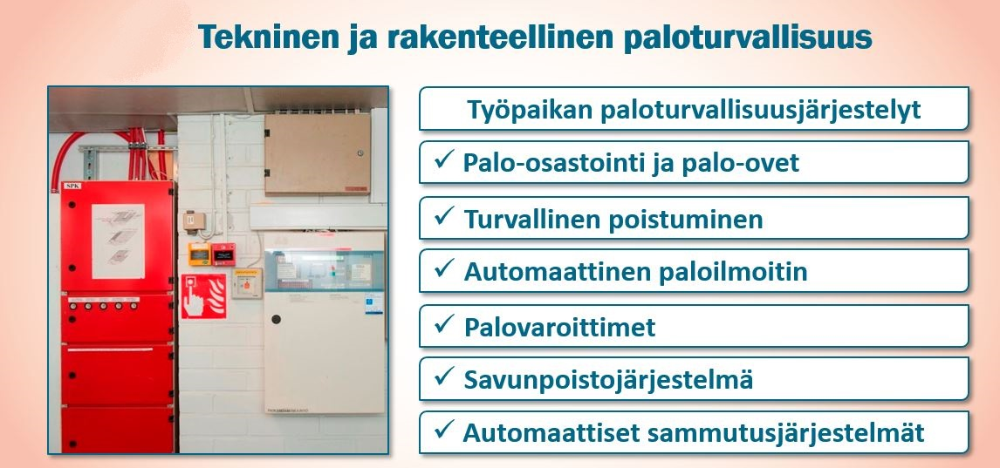 Tekninen ja rakenteellinen paloturvallisuus
SPK
Työpaikan paloturvallisuusjärjestelyt
✓ Palo-osastointi ja palo-ovet
✓ Turvallinen poistuminen
✓ Automaattinen paloilmoitin
✓ Palovaroittimet
✓ Savunpoistojärjestelmä
✓ Automaattiset sammutusjärjestelmät